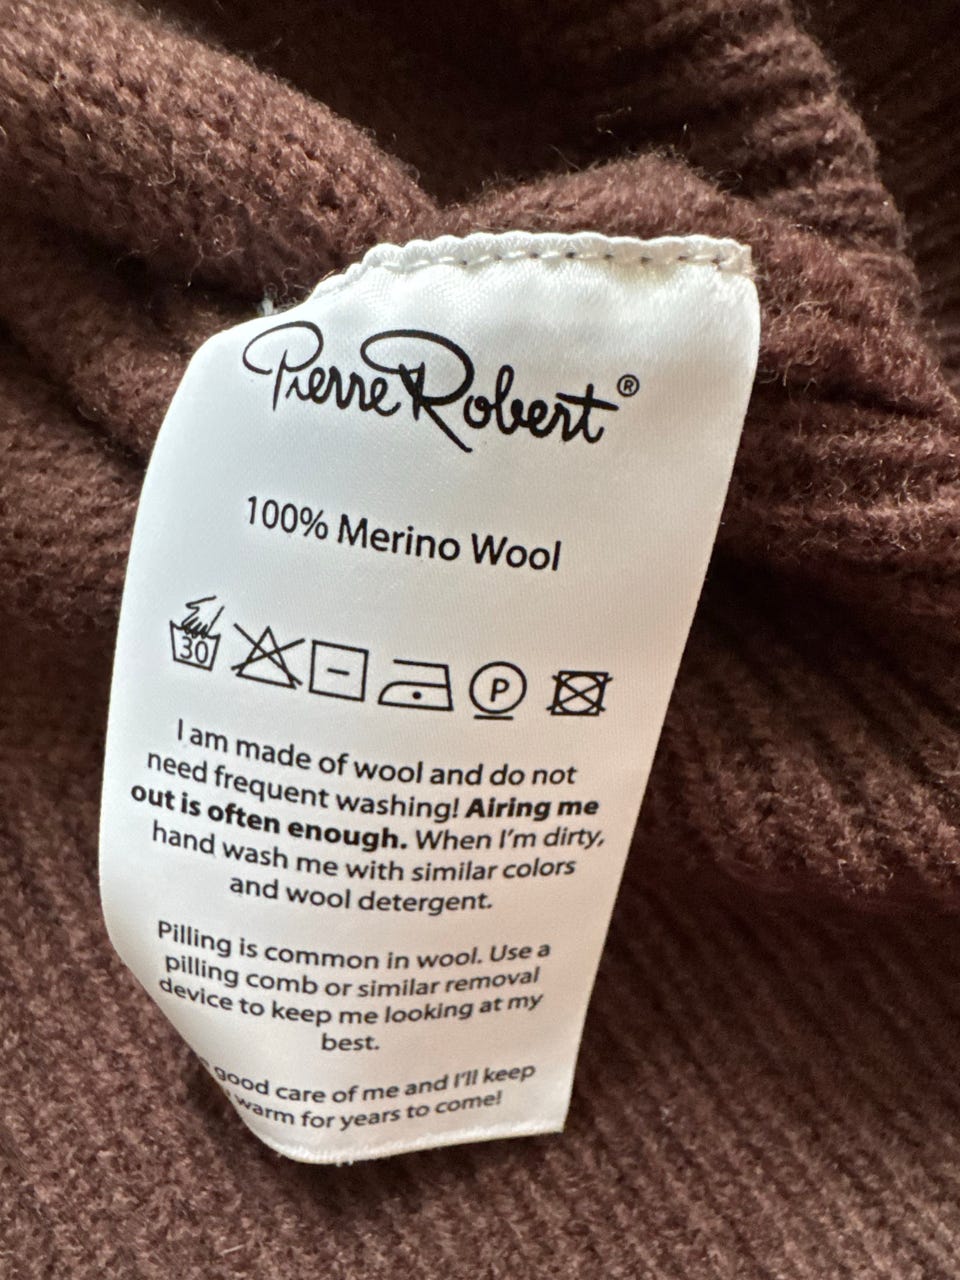 Pierre Robert®
100% Merino Wool
30 P
I am made of wool and do not
need frequent washing! Airing me
out is often enough. When I'm dirty,
hand wash me with similar colors
and wool detergent.
Pilling is common in wool. Use a
pilling comb or similar removal
device to keep me looking at my
best.
good care of me and I'll keep
warm for years to come!